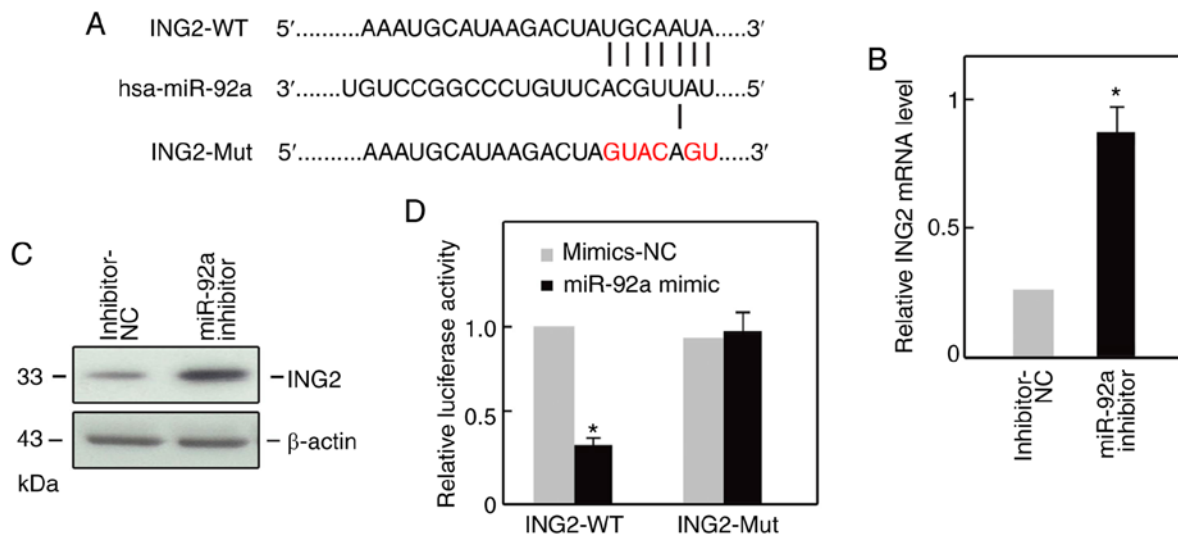 A
ING2-WT 5′..........AAAUGCAUAAGACUAUGCAAUA.....3′
hsa-miR-92a 3′.......UGUCCGGCCCUGUUCACGUUAU.....5′
ING2-Mut 5′..........AAAUGCAUAAGACUAGUACAGU.....3′
B
Relative ING2 mRNA level
1
0.5
0
*
Inhibitor-
NC
miR-92a
inhibitor
C
Inhibitor-
NC
miR-92a
inhibitor
33 – –ING2
43 – – β-actin
kDa
D
Relative luciferase activity
Mimics-NC
miR-92a mimic
1.0
0.5
0
*
ING2-WT ING2-Mut